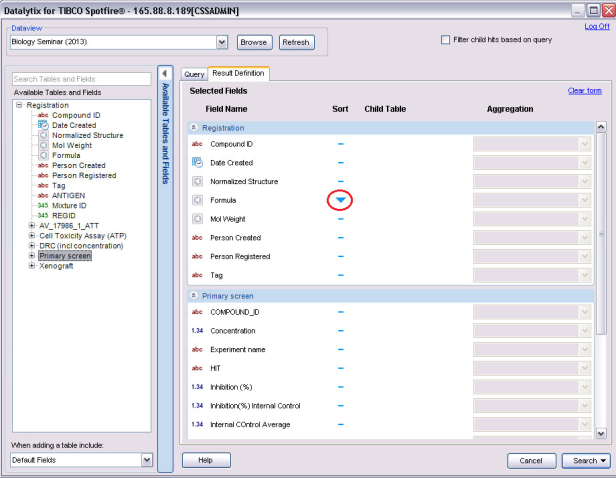 Datalytix for TIBCO Spotfire® - 165.88.8.189[CSSADMIN]
Log Off
Dataview
Biology Seminar (2013)
Browse
Refresh
Filter child hits based on query
Search Tables and Fields
Available Tables and Fields
Registration
abc Compound ID
Date Created
Normalized Structure
Mol Weight
Formula
abc Person Created
abc Person Registered
abc Tag
abc ANTIGEN
345 Mixture ID
345 REGID
AV_17986_1_ATT
Cell Toxicity Assay (ATP)
DRC (incl concentration)
Primary screen
Xenograft
When adding a table include:
Default Fields
Available Tables and Fields
Query
Result Definition
Selected Fields
Clear form
Field Name Sort Child Table Aggregation
Registration
abc Compound ID
Date Created
Normalized Structure
Formula
Mol Weight
abc Person Created
abc Person Registered
abc Tag
Primary screen
abc COMPOUND_ID
1.34 Concentration
abc Experiment name
abc HIT
1.34 Inhibition (%)
1.34 Inhibition(%) Internal Control
1.34 Internal COntrol Average
Help
Cancel
Search